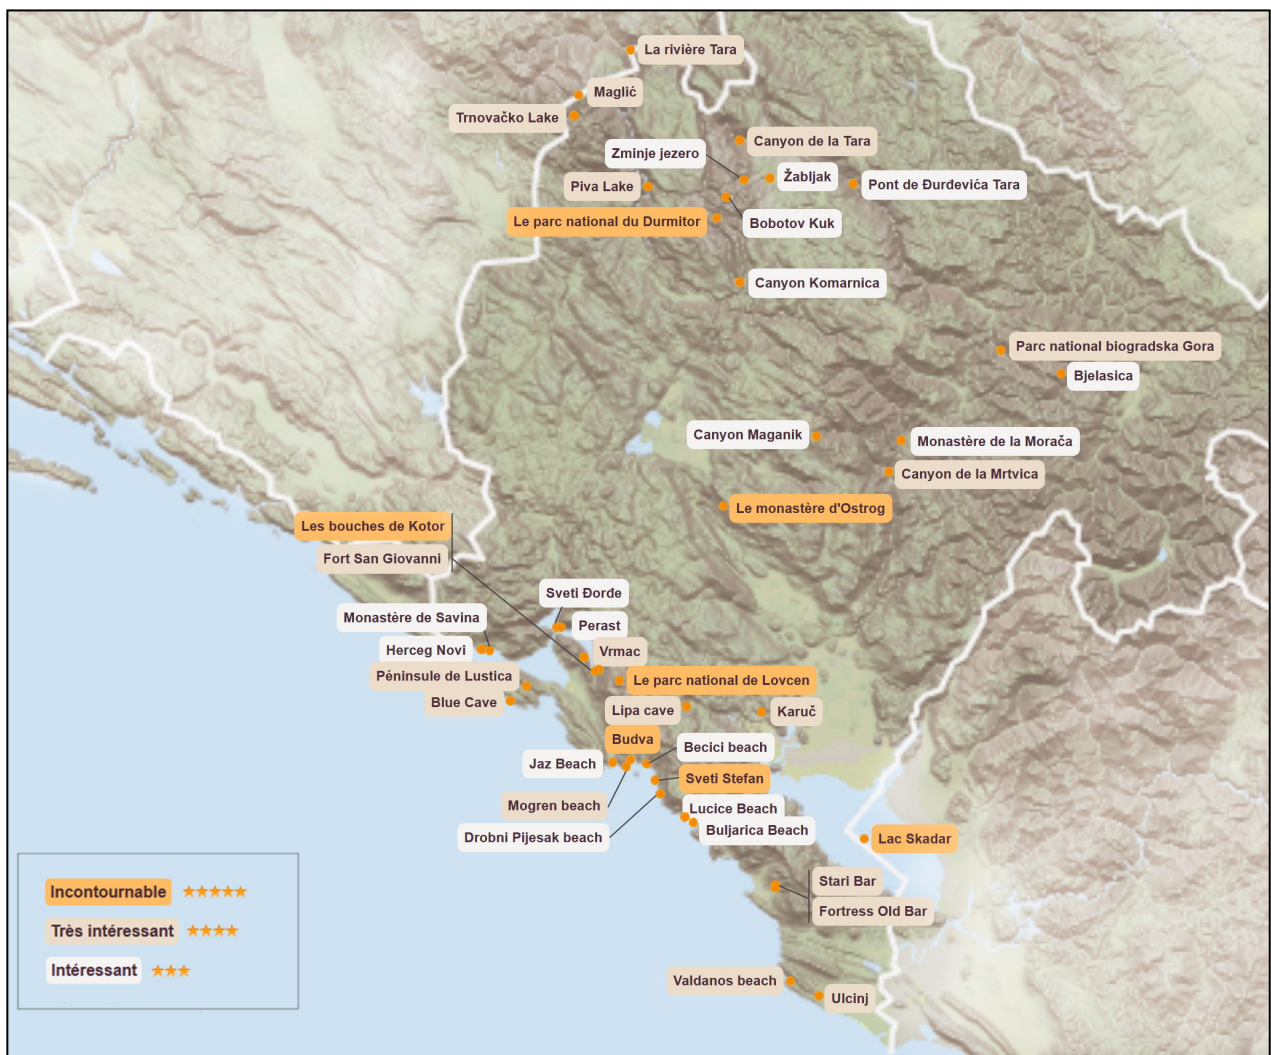 La rivière Tara
Maglić
Trnovačko Lake
Canyon de la Tara
Zminje jezero
Žabljak
Piva Lake
Pont de Đurđevića Tara
Le parc national du Durmitor
Bobotov Kuk
Canyon Komarnica
Parc national biogradska Gora
Bjelasica
Canyon Maganik
Monastère de la Morača
Canyon de la Mrtvica
Le monastère d'Ostrog
Les bouches de Kotor
Fort San Giovanni
Sveti Đorđe
Monastère de Savina
Perast
Herceg Novi
Vrmac
Péninsule de Lustica
Le parc national de Lovcen
Blue Cave
Lipa cave
Karuč
Budva
Becici beach
Jaz Beach
Sveti Stefan
Mogren beach
Lucice Beach
Drobni Pijesak beach
Buljarica Beach
Lac Skadar
Stari Bar
Fortress Old Bar
Valdanos beach
Ulcinj
Incontournable ★★★★★
Très intéressant ★★★★
Intéressant ★★★